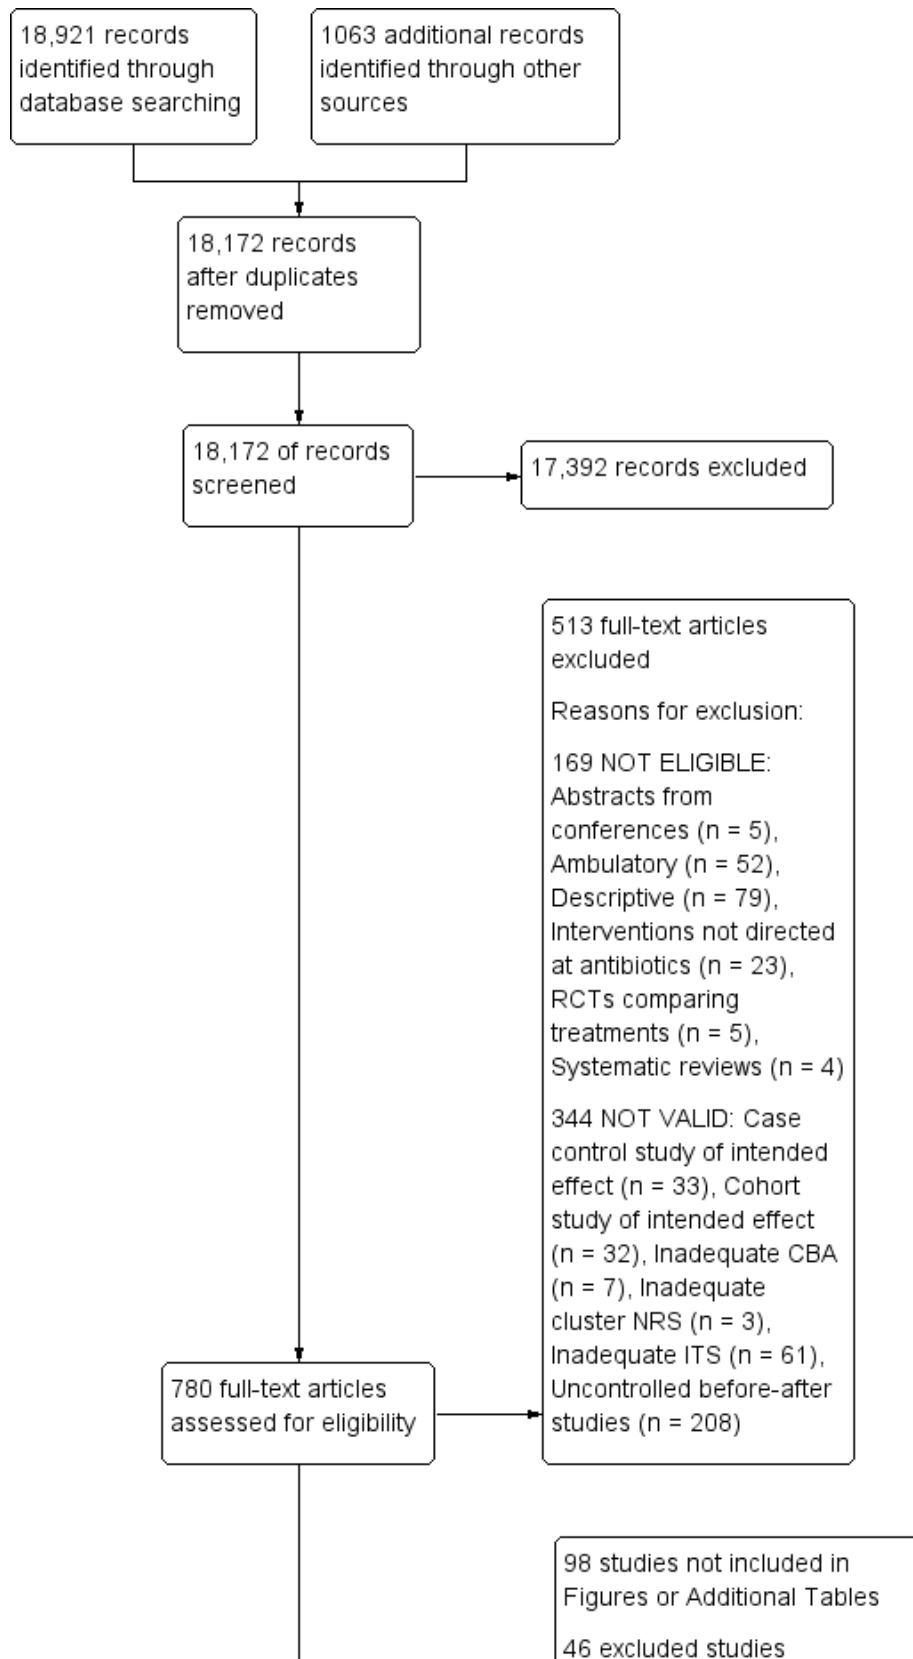 18,921 records
identified through
database searching
1063 additional records
identified through other
sources
18,172 records
after duplicates
removed
18,172 of records
screened
17,392 records excluded
513 full-text articles
excluded
Reasons for exclusion:
169 NOT ELIGIBLE:
Abstracts from
conferences (n = 5),
Ambulatory (n = 52),
Descriptive (n = 79),
Interventions not directed
at antibiotics (n = 23),
RCTs comparing
treatments (n = 5),
Systematic reviews (n = 4)
344 NOT VALID: Case
control study of intended
effect (n = 33), Cohort
study of intended effect
(n = 32), Inadequate CBA
(n = 7), Inadequate
cluster NRS (n = 3),
Inadequate ITS (n = 61),
Uncontrolled before-after
studies (n = 208)
780 full-text articles
assessed for eligibility
98 studies not included in
Figures or Additional Tables
46 excluded studies